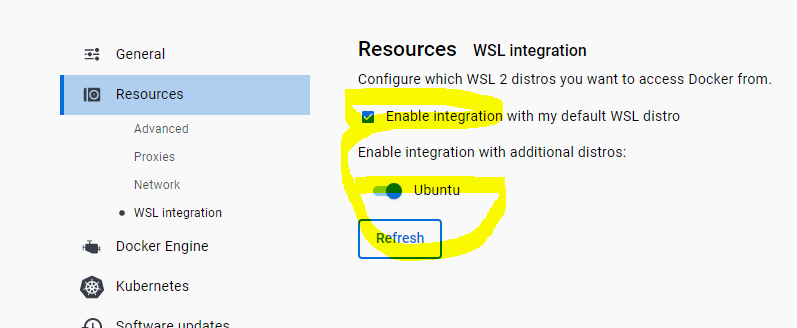 General
Resources
Advanced
Proxies
Network
WSL integration
Docker Engine
Kubernetes
Software updates
Resources WSL integration
Configure which WSL 2 distros you want to access Docker from.
Enable integration with my default WSL distro
Enable integration with additional distros:
Ubuntu
Refresh